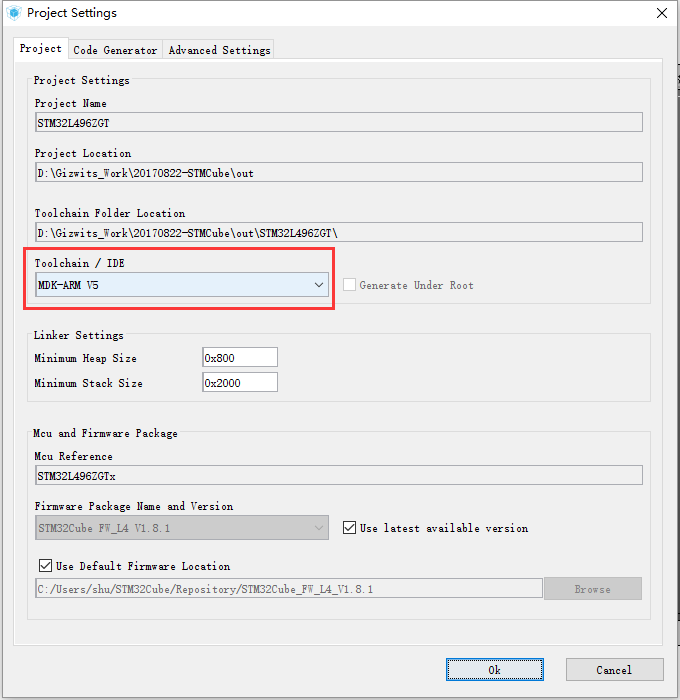 Project Settings
Project Code Generator Advanced Settings
Project Settings
Project Name
STM32L496ZGT
Project Location
D:\Gizwits_Work\20170822-STMCube\out
Toolchain Folder Location
D:\Gizwits_Work\20170822-STMCube\out\STM32L496ZGT\
Toolchain / IDE
MDK-ARM V5
Generate Under Root
Linker Settings
Minimum Heap Size 0x800
Minimum Stack Size 0x2000
Mcu and Firmware Package
Mcu Reference
STM32L496ZGTx
Firmware Package Name and Version
STM32Cube FW_L4 V1.8.1
Use latest available version
Use Default Firmware Location
C:/Users/shu/STM32Cube/Repository/STM32Cube_FW_L4_V1.8.1
Browse
Ok Cancel